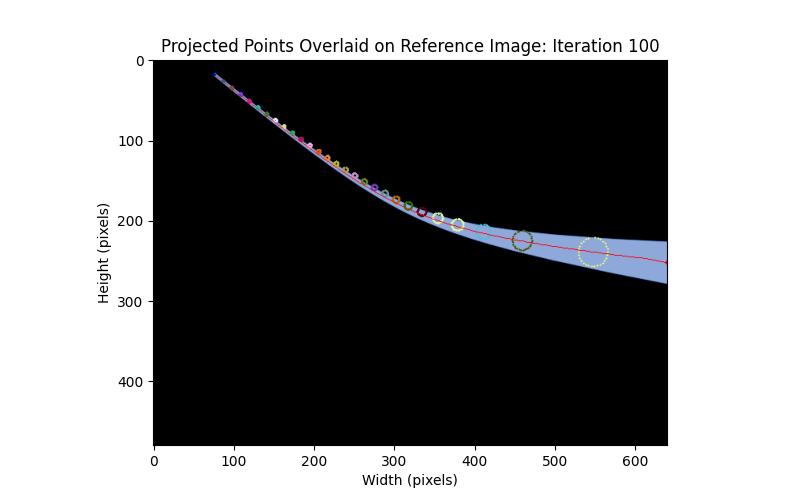 Projected Points Overlaid on Reference Image: Iteration 100
0
100
200
300
400
Height (pixels)
0 100 200 300 400 500 600
Width (pixels)